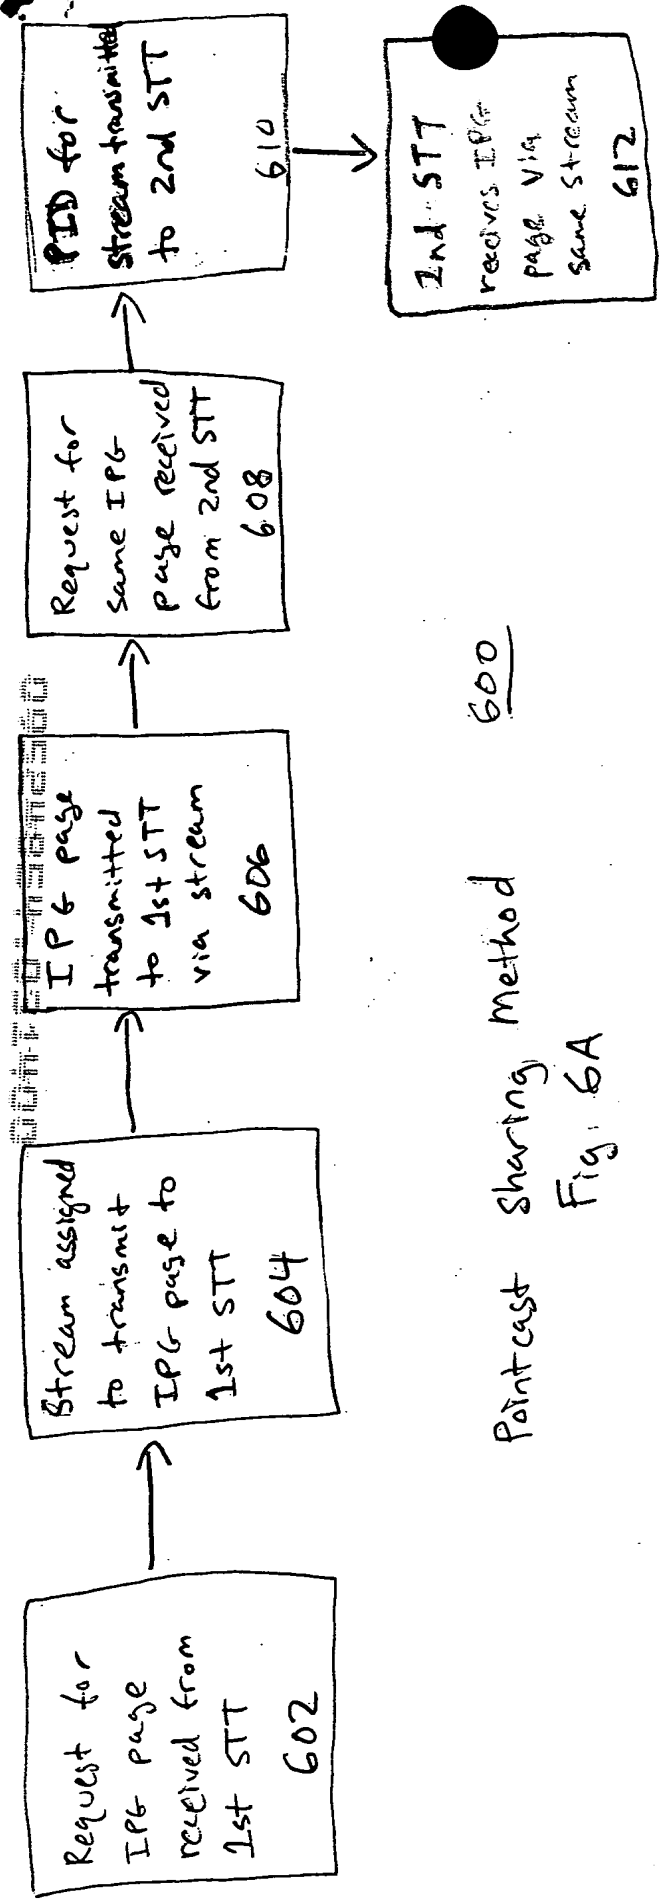 Request for
IPG page
received from
1st STT
602
Stream assigned
to transmit
IPG page to
1st STT
604
IPG page
transmitted
to 1st STT
via stream
606
Request for
same IPG
page received
from 2nd STT
608
PID for
stream transmitted
to 2nd STT
610
2nd STT
receives IPG
page via
same stream
612
Pointcast sharing method 600
Fig. 6A